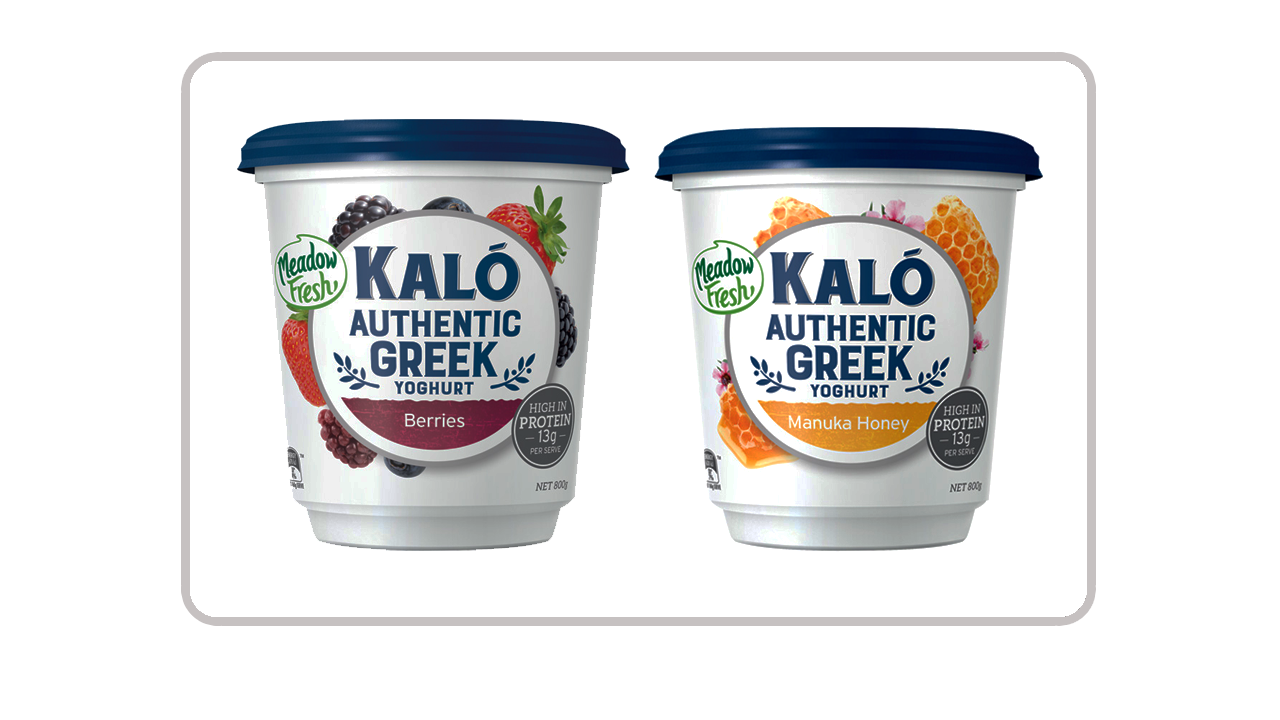 Meadow
Fresh
KALÓ
AUTHENTIC
GREEK
YOGHURT
Berries
HIGH IN
PROTEIN
13g
PER SERVE
NET 800g
Meadow
Fresh
KALÓ
AUTHENTIC
GREEK
YOGHURT
Manuka Honey
HIGH IN
PROTEIN
13g
PER SERVE
NET 800g